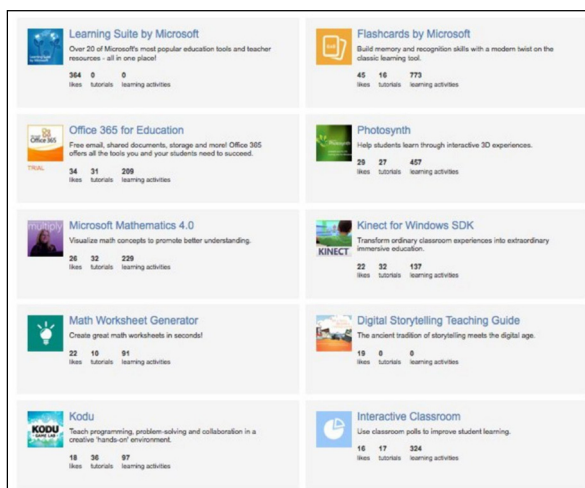 Learning Suite by Microsoft
Over 20 of Microsoft's most popular education tools and teacher
resources - all in one place!
364 0 0
likes tutorials learning activities
Flashcards by Microsoft
Build memory and recognition skills with a modern twist on the
classic learning tool.
45 16 773
likes tutorials learning activities
Office 365
TRIAL
Office 365 for Education
Free email, shared documents, storage and more! Office 365
offers all the tools you and your students need to succeed.
34 31 209
likes tutorials learning activities
Photosynth
Photosynth
Help students learn through interactive 3D experiences.
29 27 457
likes tutorials learning activities
multiply
Microsoft Mathematics 4.0
Visualize math concepts to promote better understanding.
26 32 229
likes tutorials learning activities
KINECT
Kinect for Windows SDK
Transform ordinary classroom experiences into extraordinary
immersive education.
22 32 137
likes tutorials learning activities
Math Worksheet Generator
Create great math worksheets in seconds!
22 10 91
likes tutorials learning activities
Digital Storytelling Teaching Guide
The ancient tradition of storytelling meets the digital age.
19 0 0
likes tutorials learning activities
KODU
GAME LAB
Kodu
Teach programming, problem-solving and collaboration in a
creative 'hands-on' environment.
18 36 97
likes tutorials learning activities
Interactive Classroom
Use classroom polls to improve student learning.
16 17 324
likes tutorials learning activities